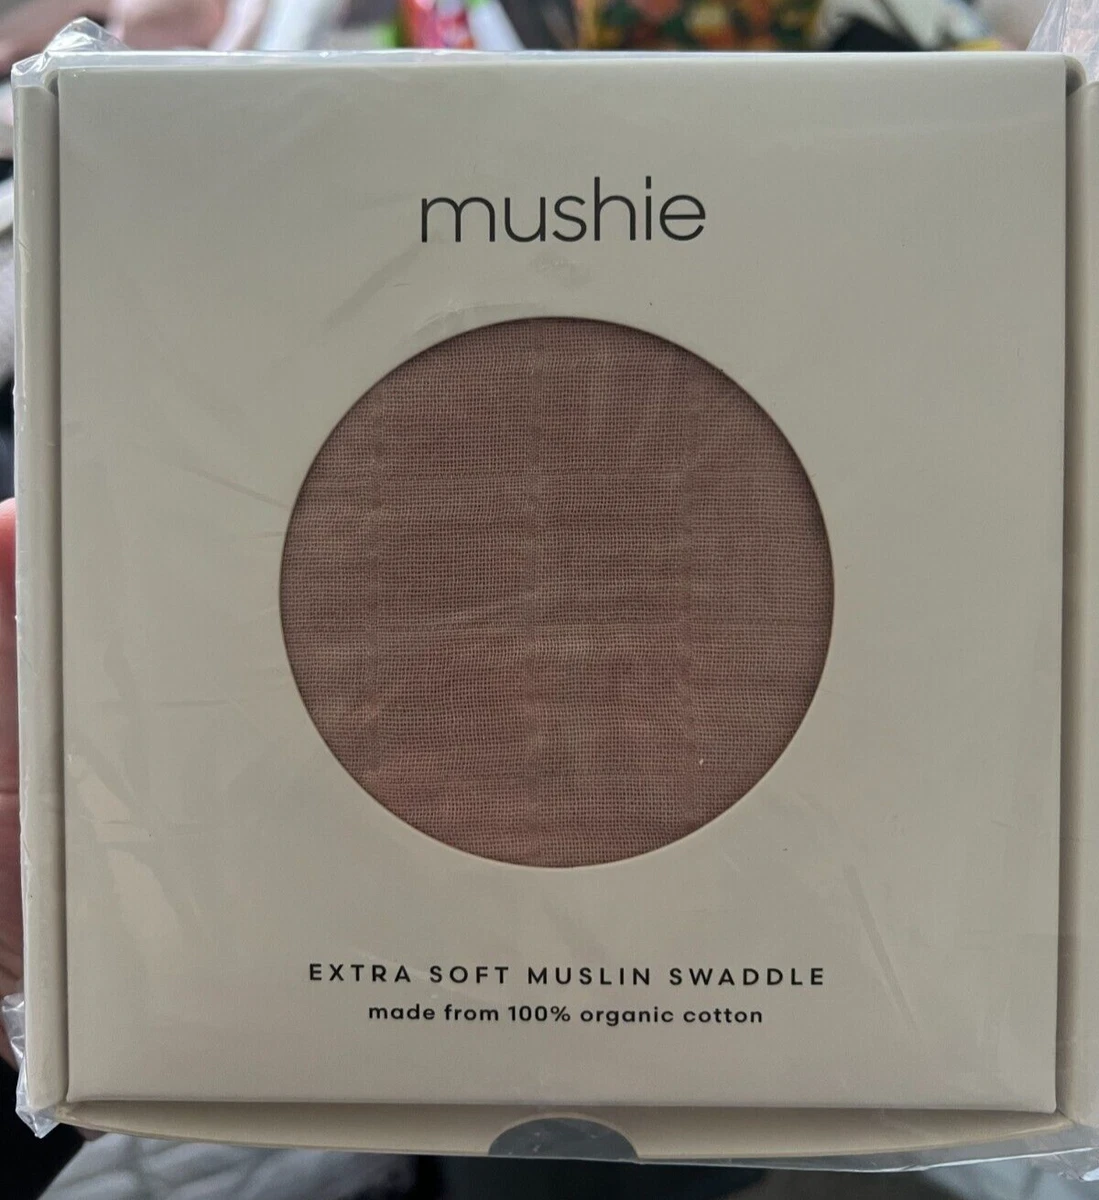 mushie
EXTRA SOFT MUSLIN SWADDLE
made from 100% organic cotton